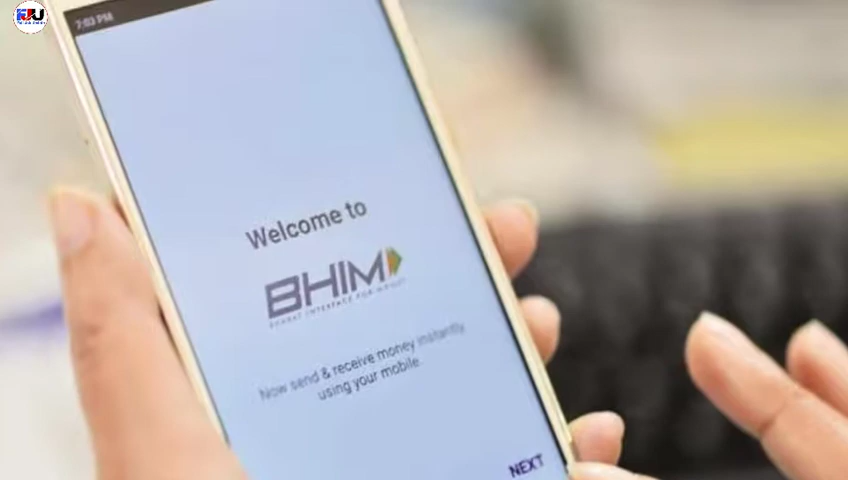 7:03 PM
Welcome to
BHIM
BHARAT INTERFACE FOR MONEY
Now send & receive money instantly
using your mobile
NEXT